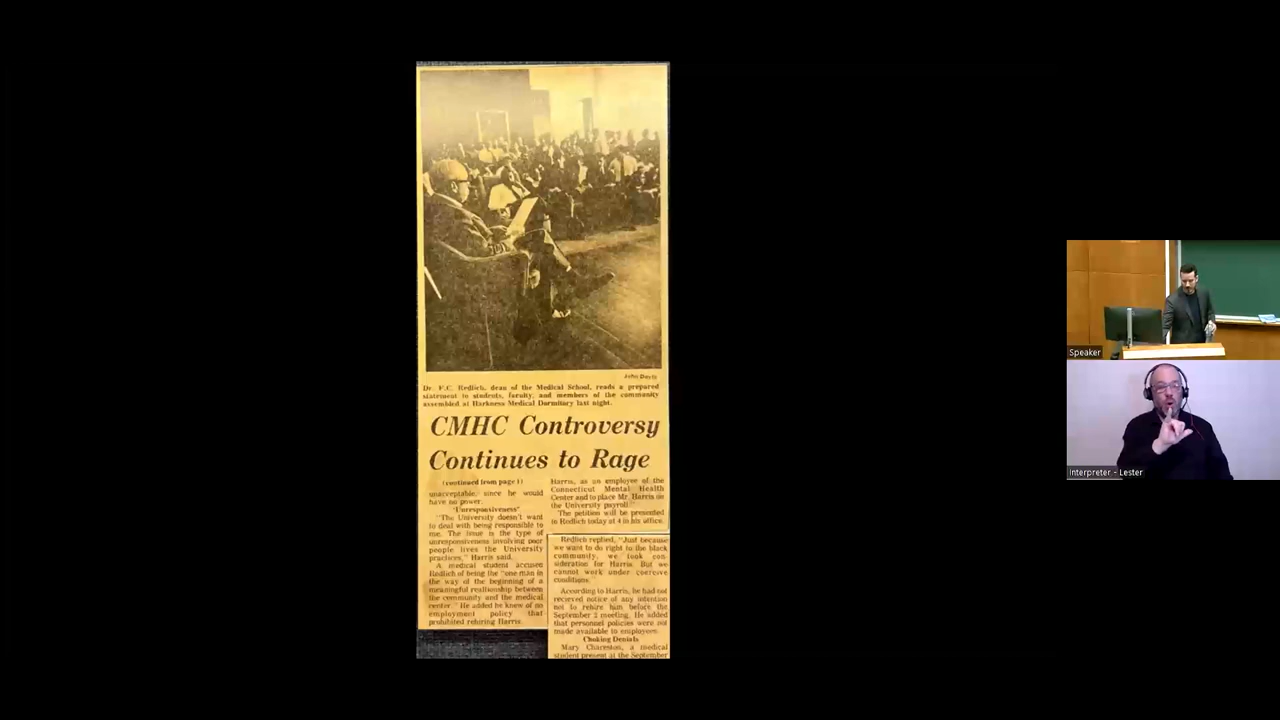 John Davis
Dr. F.C. Redlich, dean of the Medical School, reads a prepared
statement to students, faculty, and members of the community
assembled at Harkness Medical Dormitory last night.
CMHC Controversy
Continues to Rage
(continued from page 1)
unacceptable, since he would
have no power.
"Unresponsiveness"
"The University doesn't want
to deal with being responsible to
me. The issue is the type of
unresponsiveness involving poor
people lives the University
practices," Harris said.
A medical student accused
Redlich of being the "one man in
the way of the beginning of a
meaningful realtionship between
the community and the medical
center." He added he knew of no
employment policy that
prohibited rehiring Harris.
Harris, as an employee of the
Connecticut Mental Health
Center and to place Mr. Harris on
the University payroll."
The petition will be presented
to Redlich today at 4 in his office.
Redlich replied, "Just because
we want to do right to the black
community, we took con-
sideration for Harris. But we
cannot work under coercive
conditions."
According to Harris, he had not
recieved notice of any intention
not to rehire him before the
September 2 meeting. He added
that personnel policies were not
made available to employees.
Choking Denials
Mary Chareston, a medical
student present at the September
Speaker
Interpreter - Lester